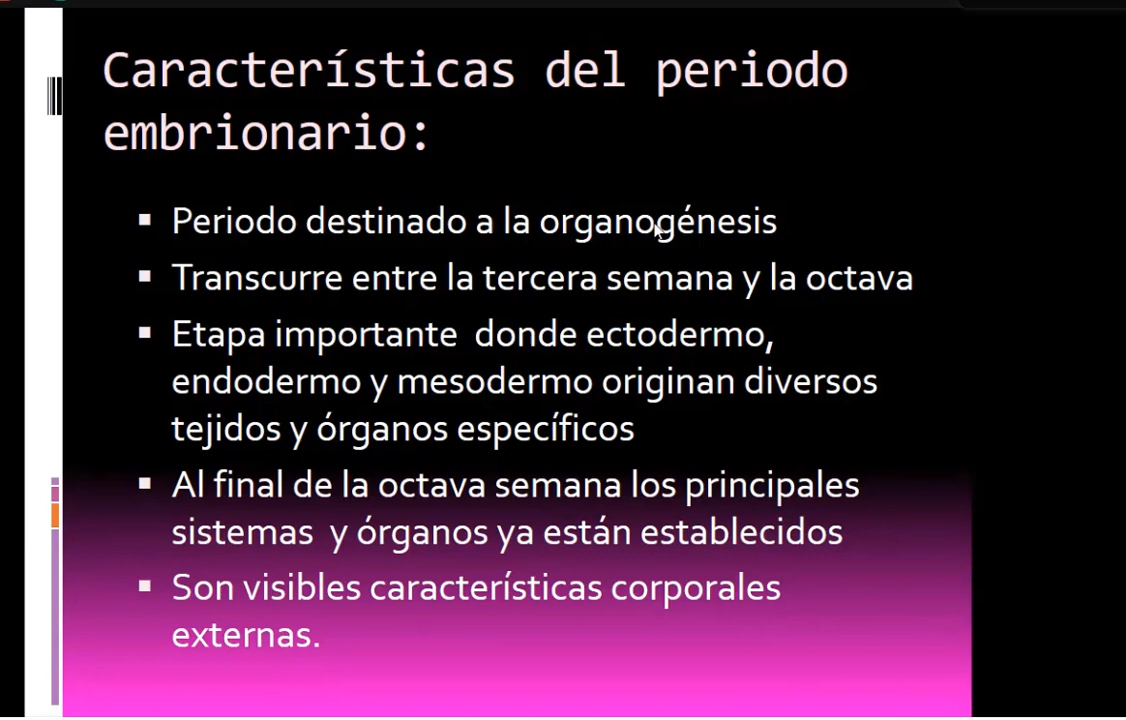 Características del periodo
embrionario:
▪ Periodo destinado a la organogénesis
▪ Transcurre entre la tercera semana y la octava
▪ Etapa importante donde ectodermo,
endodermo y mesodermo originan diversos
tejidos y órganos específicos
▪ Al final de la octava semana los principales
sistemas y órganos ya están establecidos
▪ Son visibles características corporales
externas.